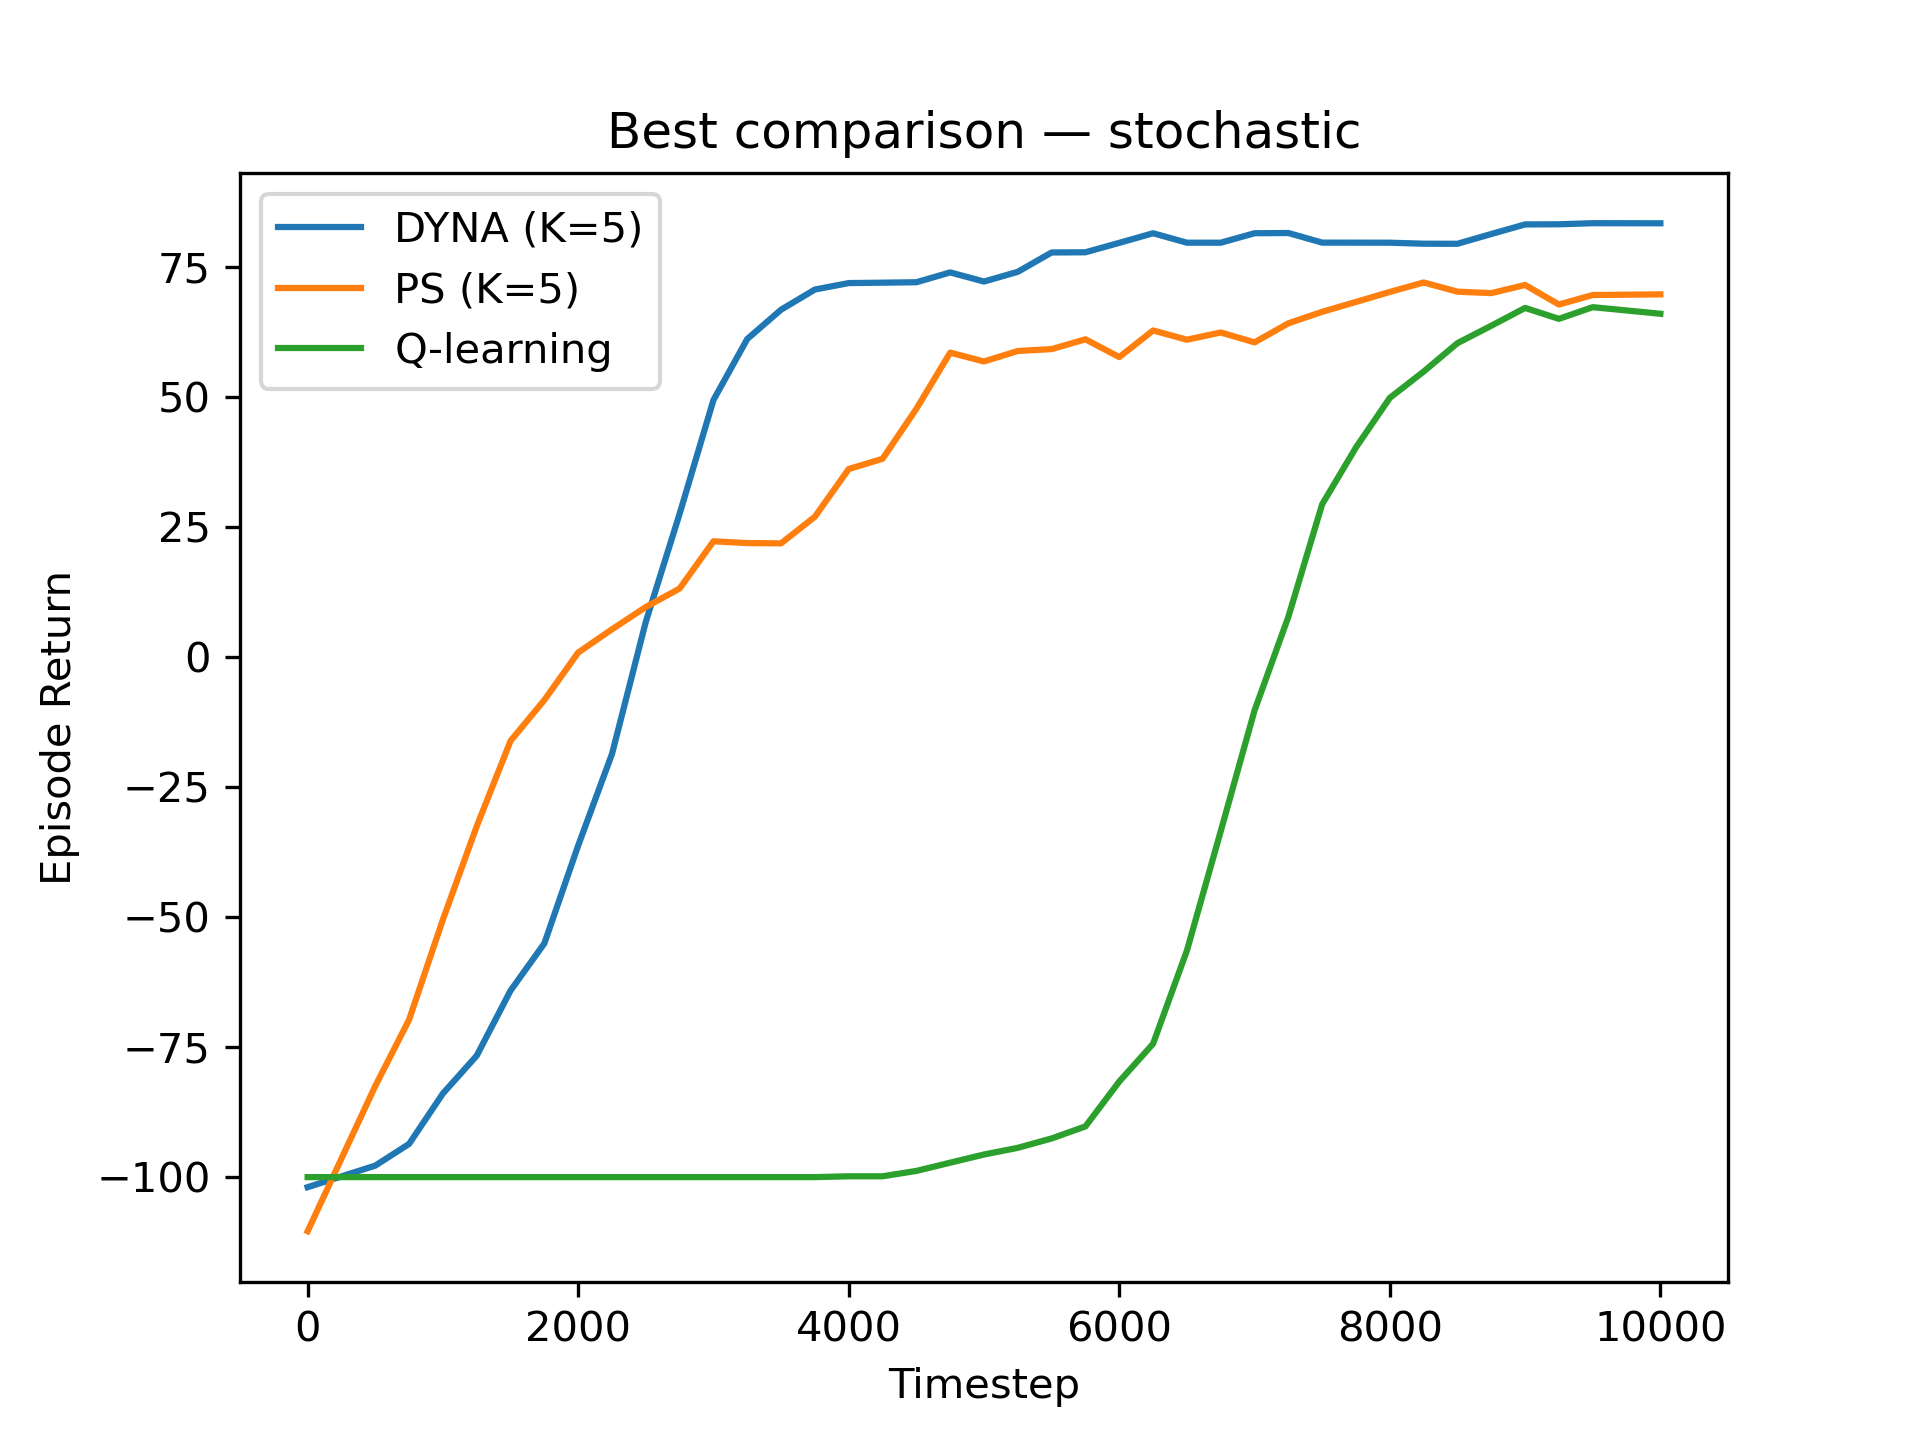 Best comparison — stochastic
DYNA (K=5)
PS (K=5)
Q-learning
75
50
25
0
−25
−50
−75
−100
Episode Return
0 2000 4000 6000 8000 10000
Timestep